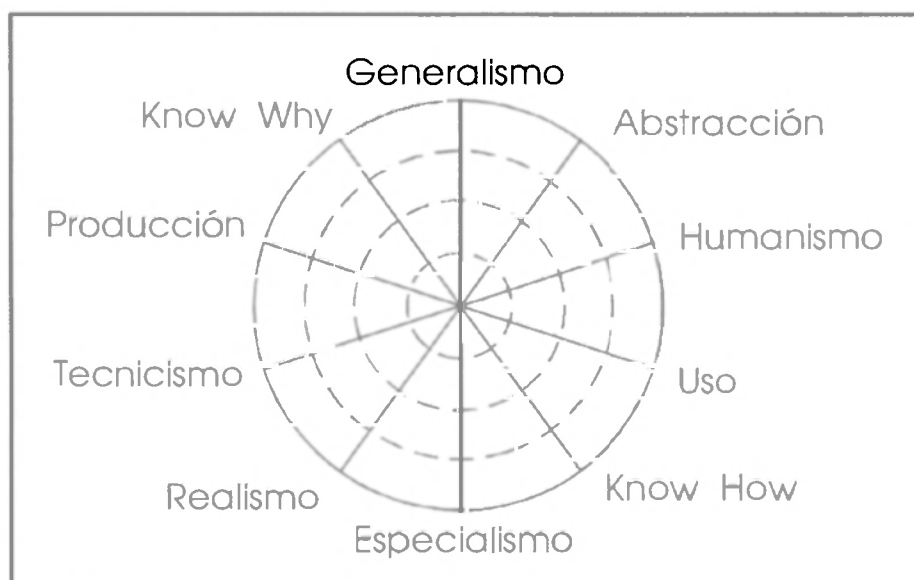 Generalismo
Know Why
Abstracción
Producción
Humanismo
Tecnicismo
Uso
Realismo
Know How
Especialismo